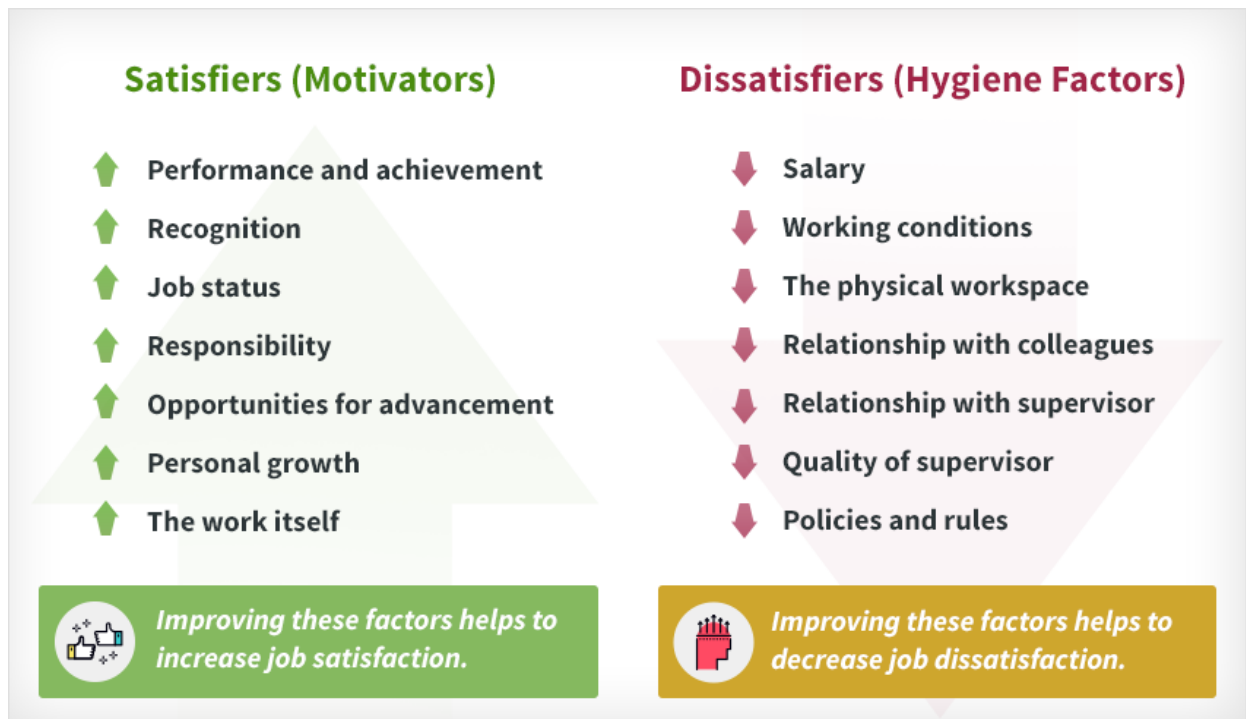 Satisfiers (Motivators)
Performance and achievement
Recognition
Job status
Responsibility
Opportunities for advancement
Personal growth
The work itself
Improving these factors helps to
increase job satisfaction.
Dissatisfiers (Hygiene Factors)
Salary
Working conditions
The physical workspace
Relationship with colleagues
Relationship with supervisor
Quality of supervisor
Policies and rules
Improving these factors helps to
decrease job dissatisfaction.